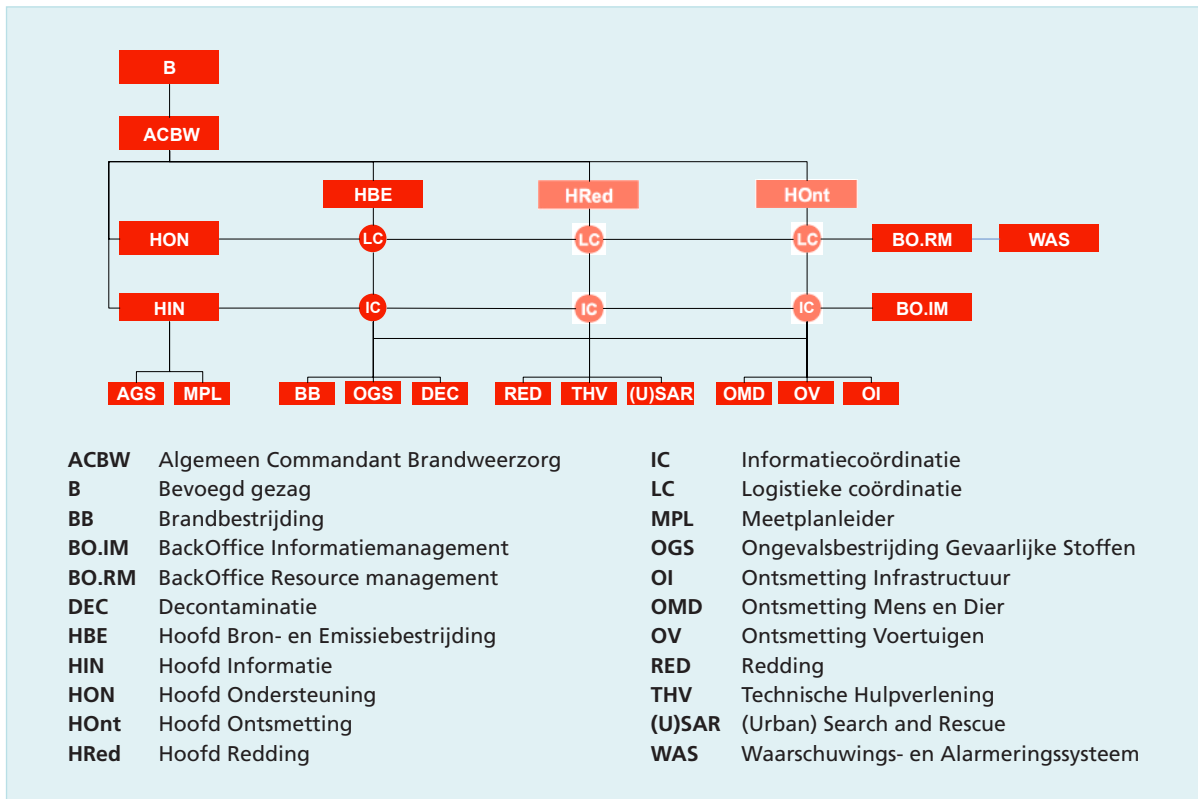 B
ACBW
HBE HRed HOnt
HON LC LC LC BO.RM WAS
HIN IC IC IC BO.IM
AGS MPL BB OGS DEC RED THV (U)SAR OMD OV OI
ACBW Algemeen Commandant Brandweerzorg
B Bevoegd gezag
BB Brandbestrijding
BO.IM BackOffice Informatiemanagement
BO.RM BackOffice Resource management
DEC Decontaminatie
HBE Hoofd Bron- en Emissiebestrijding
HIN Hoofd Informatie
HON Hoofd Ondersteuning
HOnt Hoofd Ontsmetting
HRed Hoofd Redding
IC Informatiecoördinatie
LC Logistieke coördinatie
MPL Meetplanleider
OGS Ongevalsbestrijding Gevaarlijke Stoffen
OI Ontsmetting Infrastructuur
OMD Ontsmetting Mens en Dier
OV Ontsmetting Voertuigen
RED Redding
THV Technische Hulpverlening
(U)SAR (Urban) Search and Rescue
WAS Waarschuwings- en Alarmeringssysteem